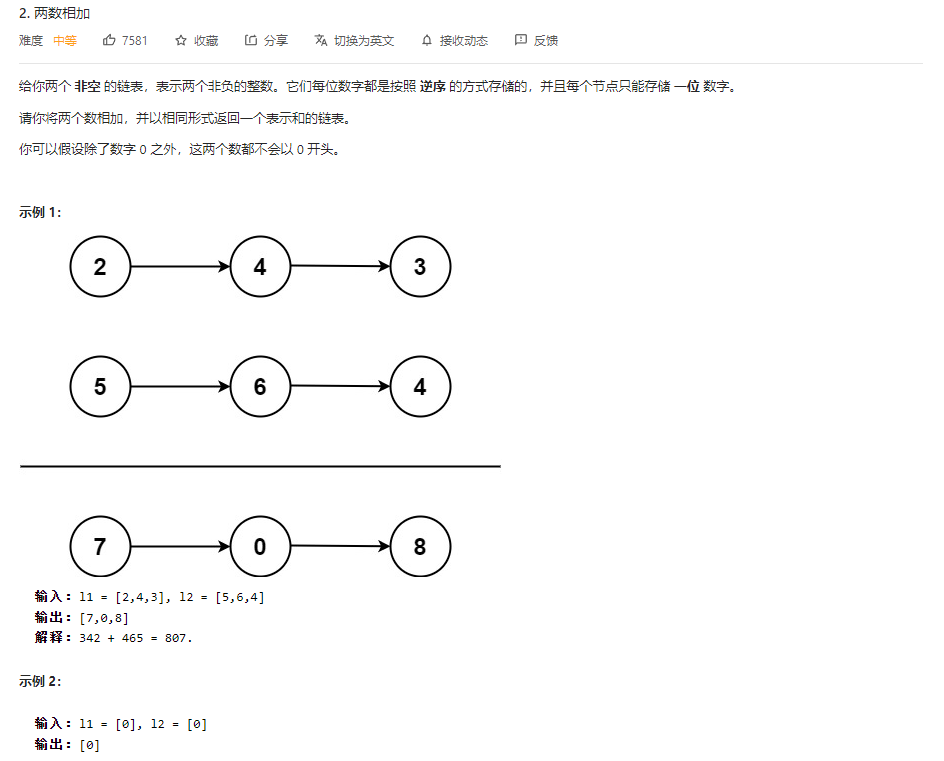 2. 两数相加
难度 中等 7581 收藏 分享 切换为英文 接收动态 反馈
给你两个 非空 的链表，表示两个非负的整数。它们每位数字都是按照 逆序 的方式存储的，并且每个节点只能存储 一位 数字。
请你将两个数相加，并以相同形式返回一个表示和的链表。
你可以假设除了数字 0 之外，这两个数都不会以 0 开头。
示例 1：
2 4 3
5 6 4
7 0 8
输入：l1 = [2,4,3], l2 = [5,6,4]
输出：[7,0,8]
解释：342 + 465 = 807.
示例 2：
输入：l1 = [0], l2 = [0]
输出：[0]